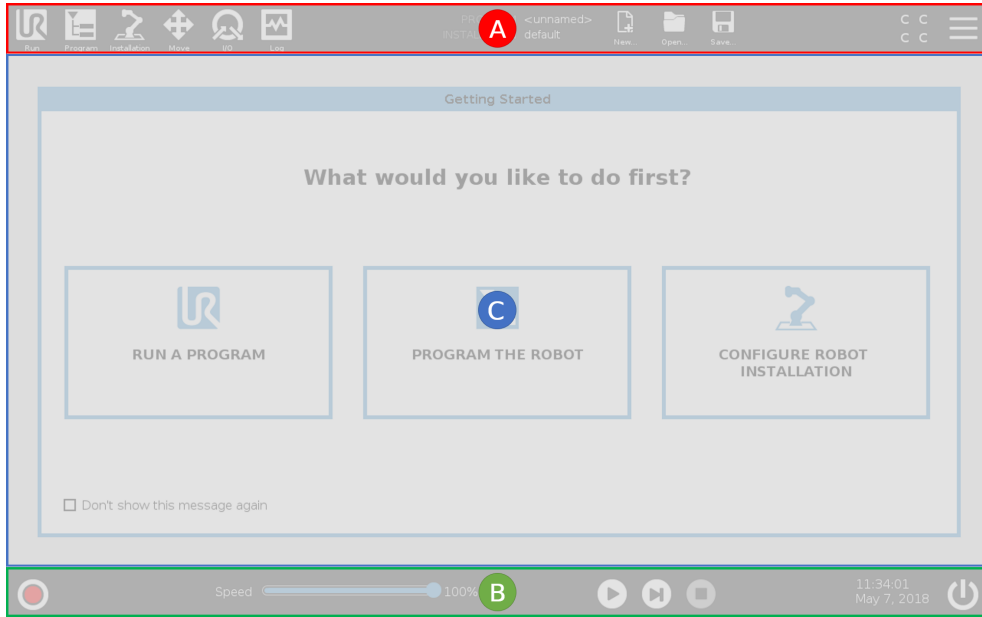 <unnamed>
default
Run
Program
Installation
Move
I/O
Log
New...
Open...
Save...
C C
C C
A
Getting Started
What would you like to do first?
RUN A PROGRAM
C
PROGRAM THE ROBOT
CONFIGURE ROBOT
INSTALLATION
Don't show this message again
Speed
100%
B
11:34:01
May 7, 2018